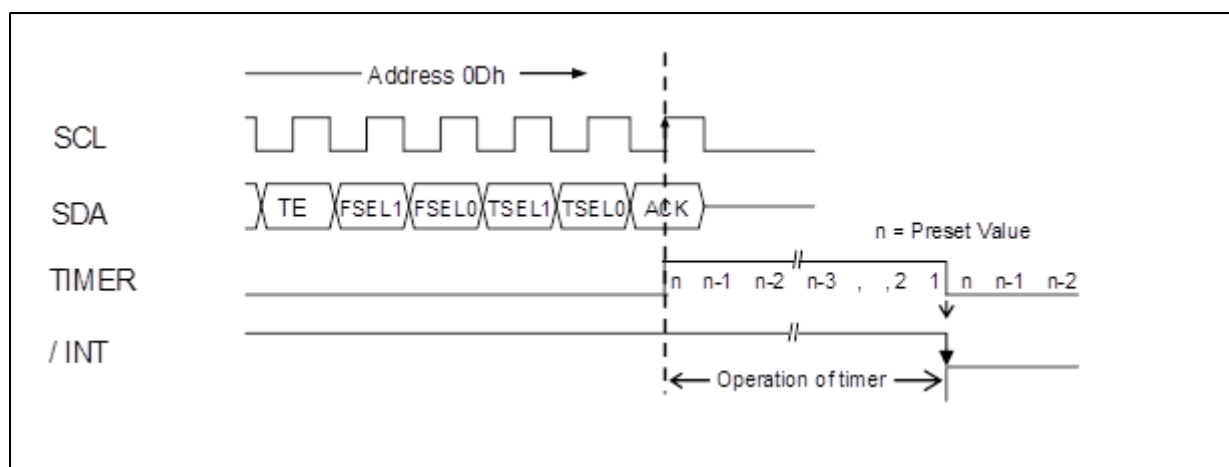 Address 0Dh
SCL
SDA TE FSEL1 FSEL0 TSEL1 TSEL0 ACK
n = Preset Value
TIMER n n-1 n-2 n-3 , , 2 1 n n-1 n-2
/ INT
Operation of timer